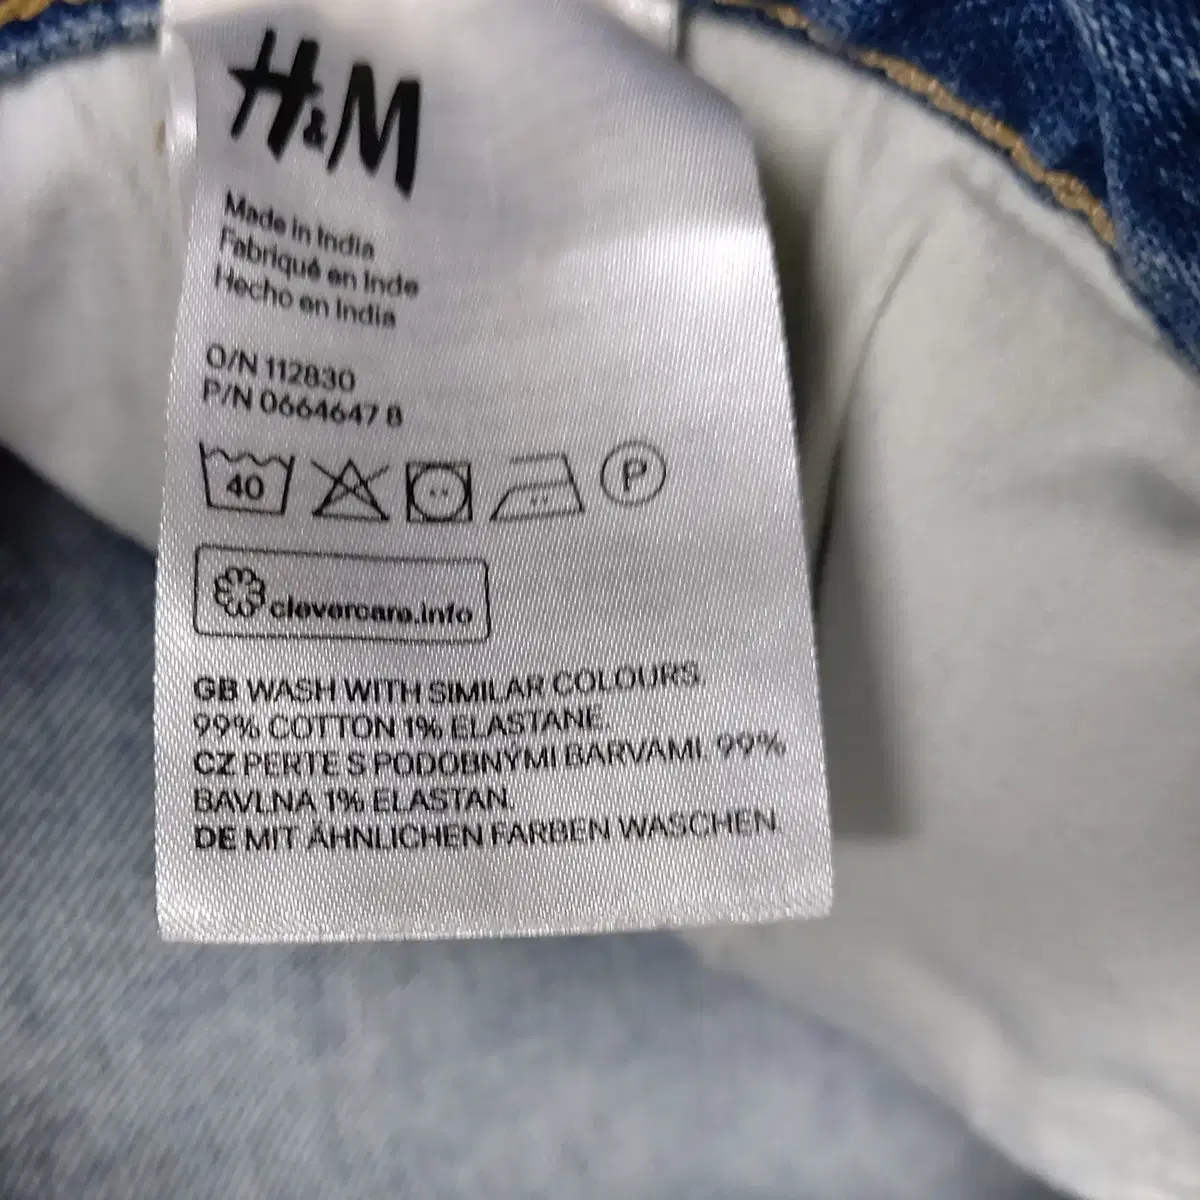 H&M
Made in India
Fabriqué en Inde
Hecho en India
O/N 112830
P/N 0664647 8
40
P
clevercare.info
GB WASH WITH SIMILAR COLOURS.
99% COTTON 1% ELASTANE.
CZ PERTE S PODOBNÝMI BARVAMI. 99%
BAVLNA 1% ELASTAN.
DE MIT ÄHNLICHEN FARBEN WASCHEN.